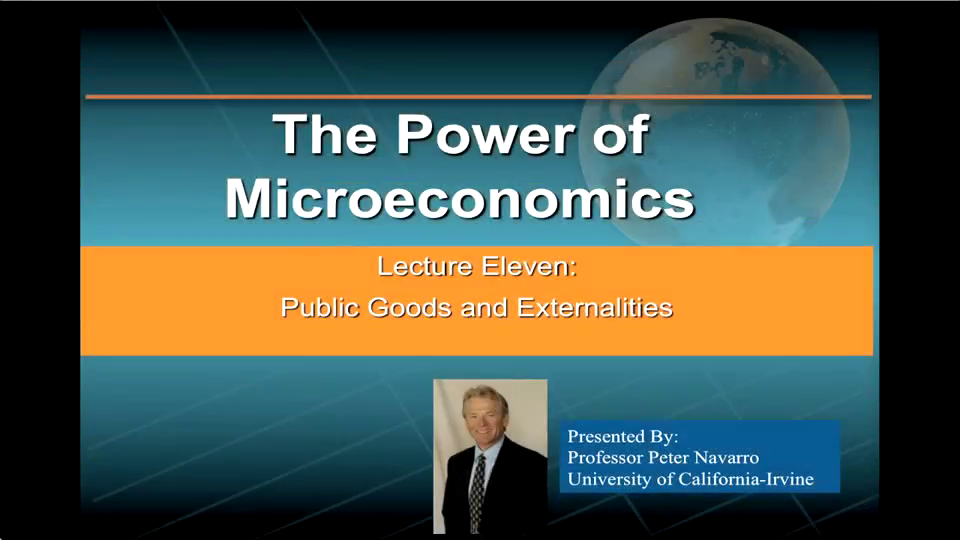 The Power of
Microeconomics
Lecture Eleven:
Public Goods and Externalities
Presented By:
Professor Peter Navarro
University of California-Irvine